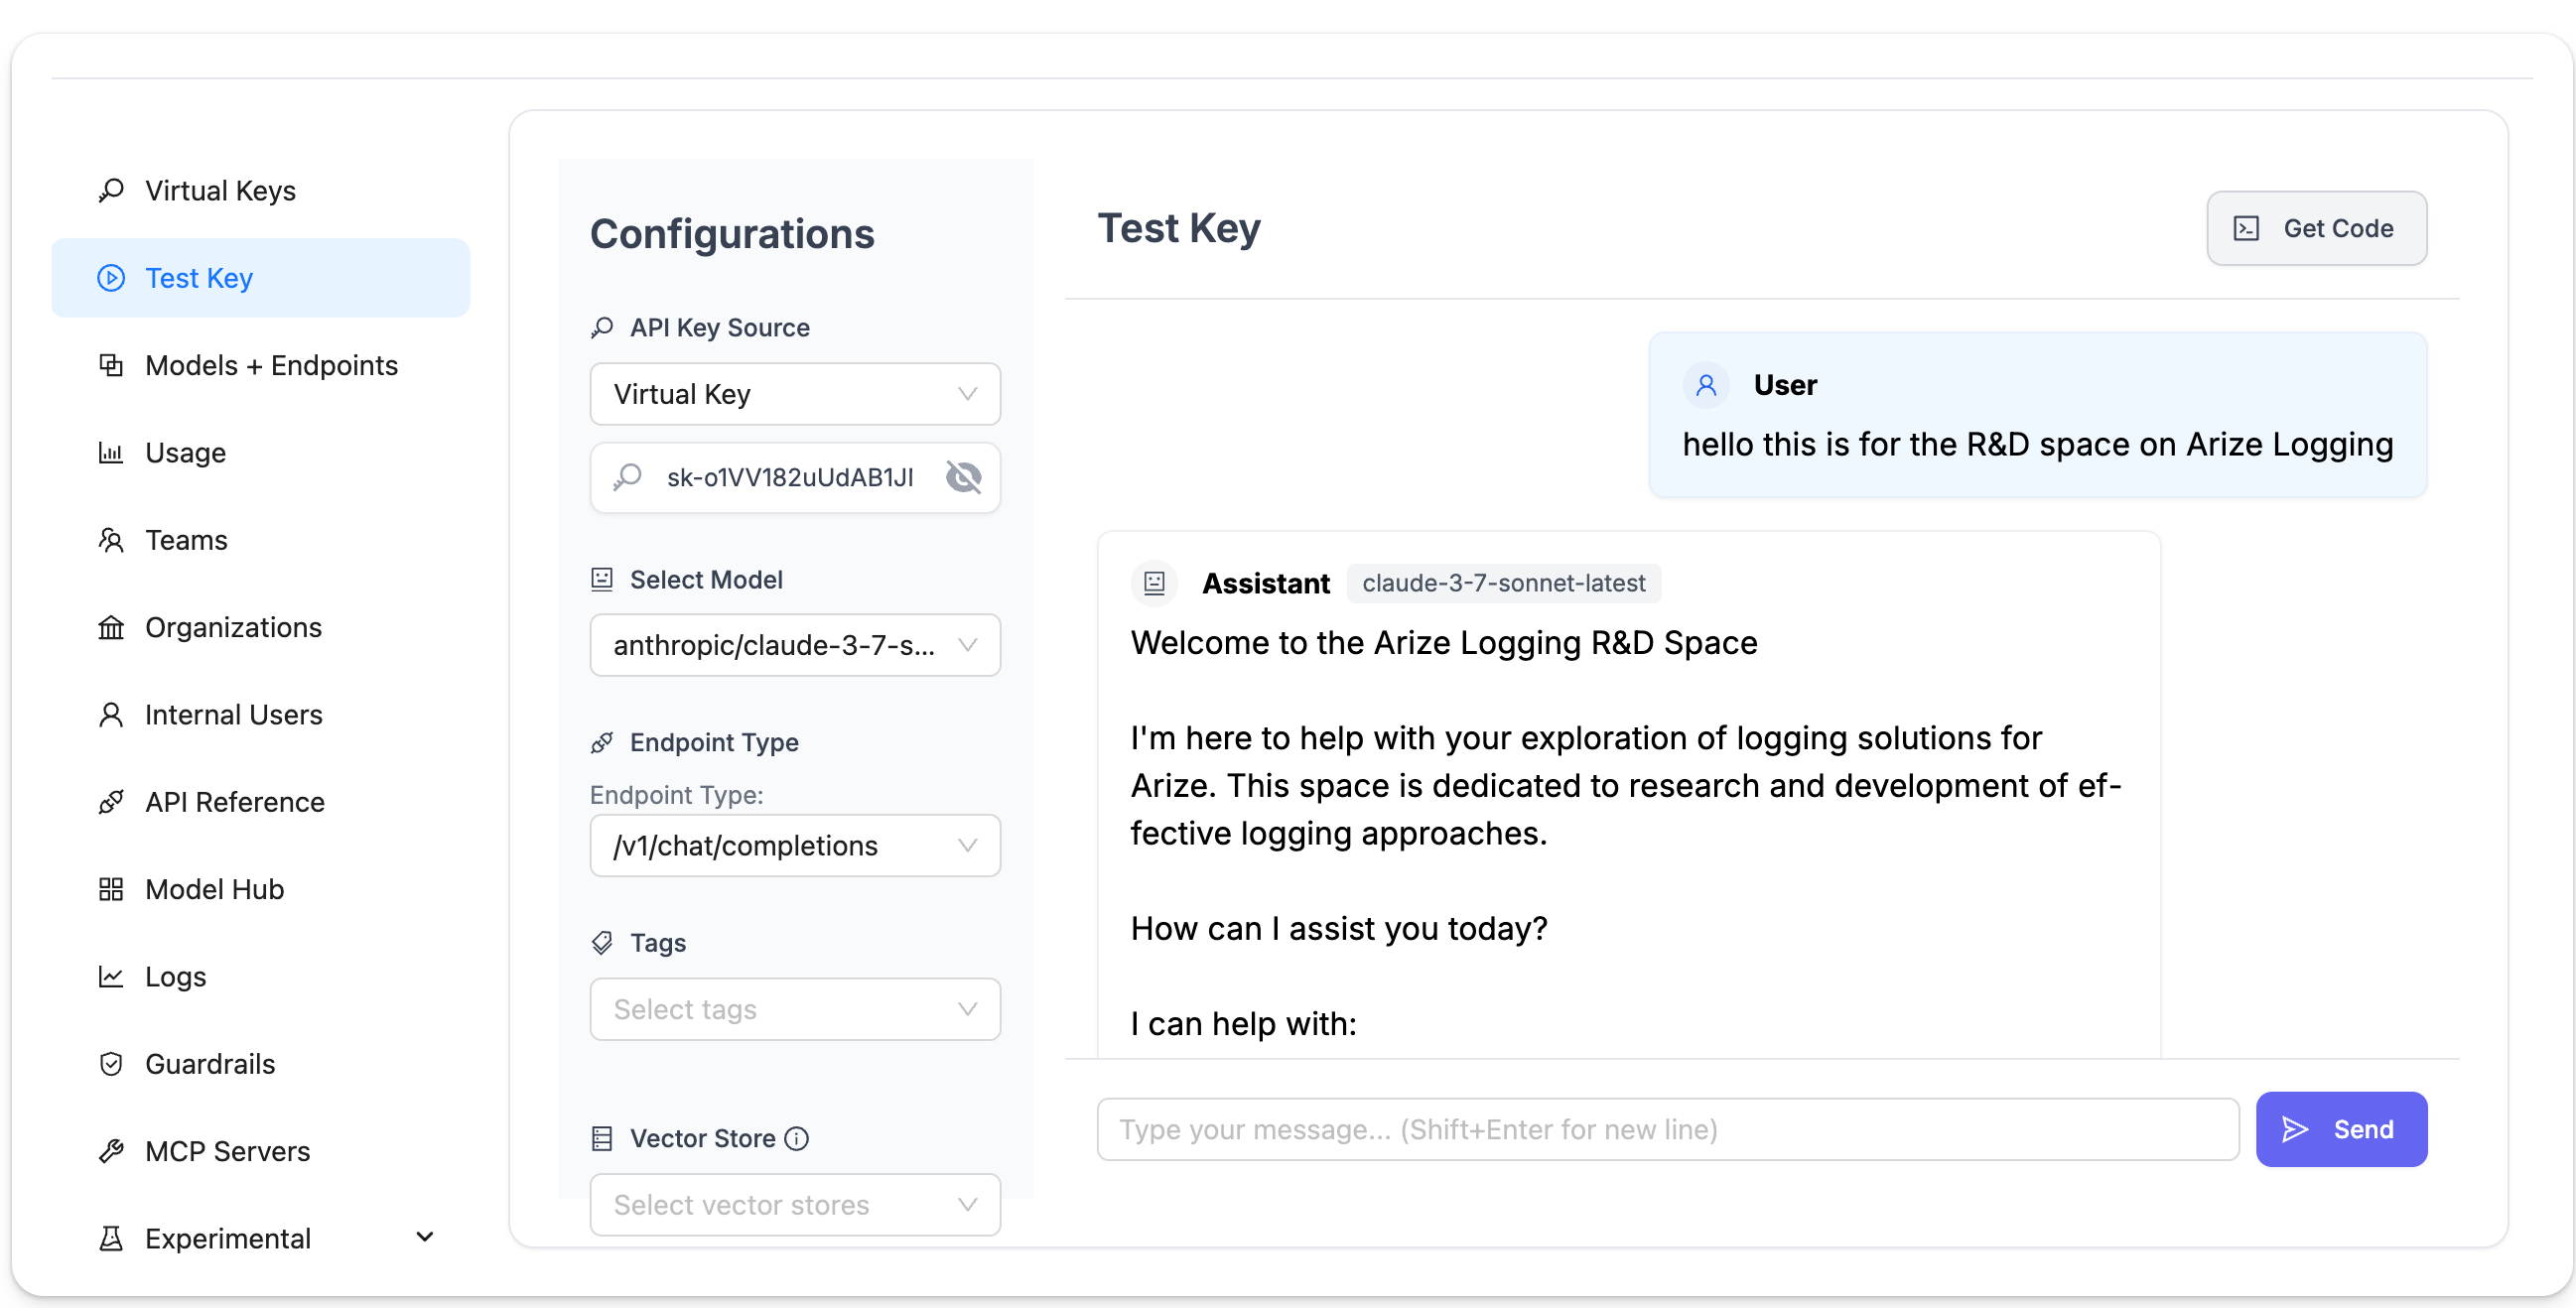 Virtual Keys
Test Key
Models + Endpoints
Usage
Teams
Organizations
Internal Users
API Reference
Model Hub
Logs
Guardrails
MCP Servers
Experimental
Configurations
API Key Source
Virtual Key
sk-o1VV182uUdAB1JI
Select Model
anthropic/claude-3-7-s...
Endpoint Type
Endpoint Type:
/v1/chat/completions
Tags
Select tags
Vector Store
Select vector stores
Test Key
Get Code
User
hello this is for the R&D space on Arize Logging
Assistant claude-3-7-sonnet-latest
Welcome to the Arize Logging R&D Space
I'm here to help with your exploration of logging solutions for
Arize. This space is dedicated to research and development of ef-
fective logging approaches.
How can I assist you today?
I can help with:
Type your message... (Shift+Enter for new line)
Send